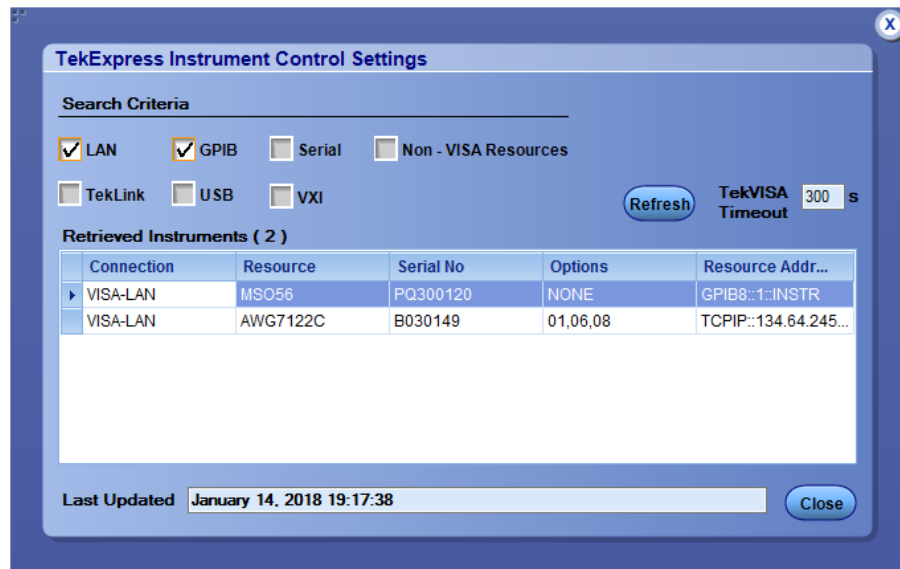 X
TekExpress Instrument Control Settings
Search Criteria
LAN GPIB Serial Non - VISA Resources
TekLink USB VXI Refresh TekVISA Timeout 300 s
Retrieved Instruments ( 2 )
Connection Resource Serial No Options Resource Addr...
VISA-LAN MSO56 PQ300120 NONE GPIB8::1::INSTR
VISA-LAN AWG7122C B030149 01,06,08 TCPIP::134.64.245...
Last Updated January 14, 2018 19:17:38 Close